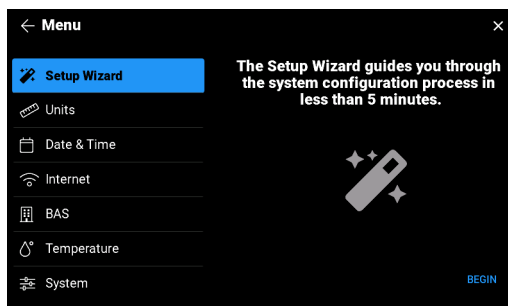 Menu
Setup Wizard
Units
Date & Time
Internet
BAS
Temperature
System
The Setup Wizard guides you through
the system configuration process in
less than 5 minutes.
BEGIN